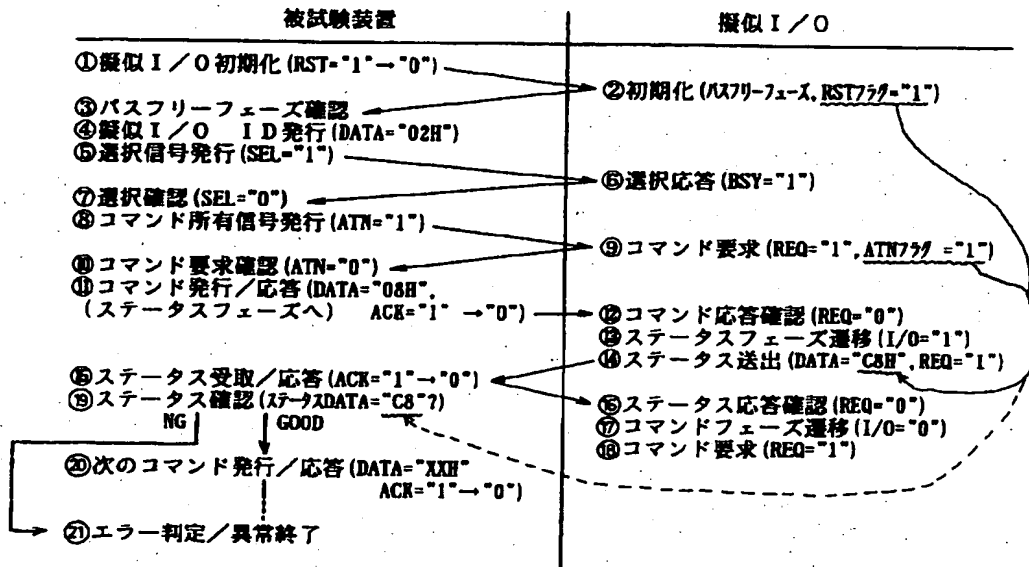 被試験装置
擬似I/O
①擬似I/O初期化(RST="1"→"0")
②初期化(バスフリーフェーズ,RSTフラグ="1")
③バスフリーフェーズ確認
④擬似I/O ID発行(DATA="02H")
⑤選択信号発行(SEL="1")
⑥選択応答(BSY="1")
⑦選択確認(SEL="0")
⑧コマンド所有信号発行(ATN="1")
⑨コマンド要求(REQ="1",ATNフラグ="1")
⑩コマンド要求確認(ATN="0")
⑪コマンド発行/応答(DATA="08H",
(ステータスフェーズへ) ACK="1"→"0")
⑫コマンド応答確認(REQ="0")
⑬ステータスフェーズ遷移(I/O="1")
⑭ステータス送出(DATA="C8H",REQ="1")
⑮ステータス受取/応答(ACK="1"→"0")
⑲ステータス確認(ステータスDATA="C8"?)
NG GOOD
⑯ステータス応答確認(REQ="0")
⑰コマンドフェーズ遷移(I/O="0")
⑱コマンド要求(REQ="1")
⑳次のコマンド発行/応答(DATA="XXH"
ACK="1"→"0")
㉑エラー判定/異常終了